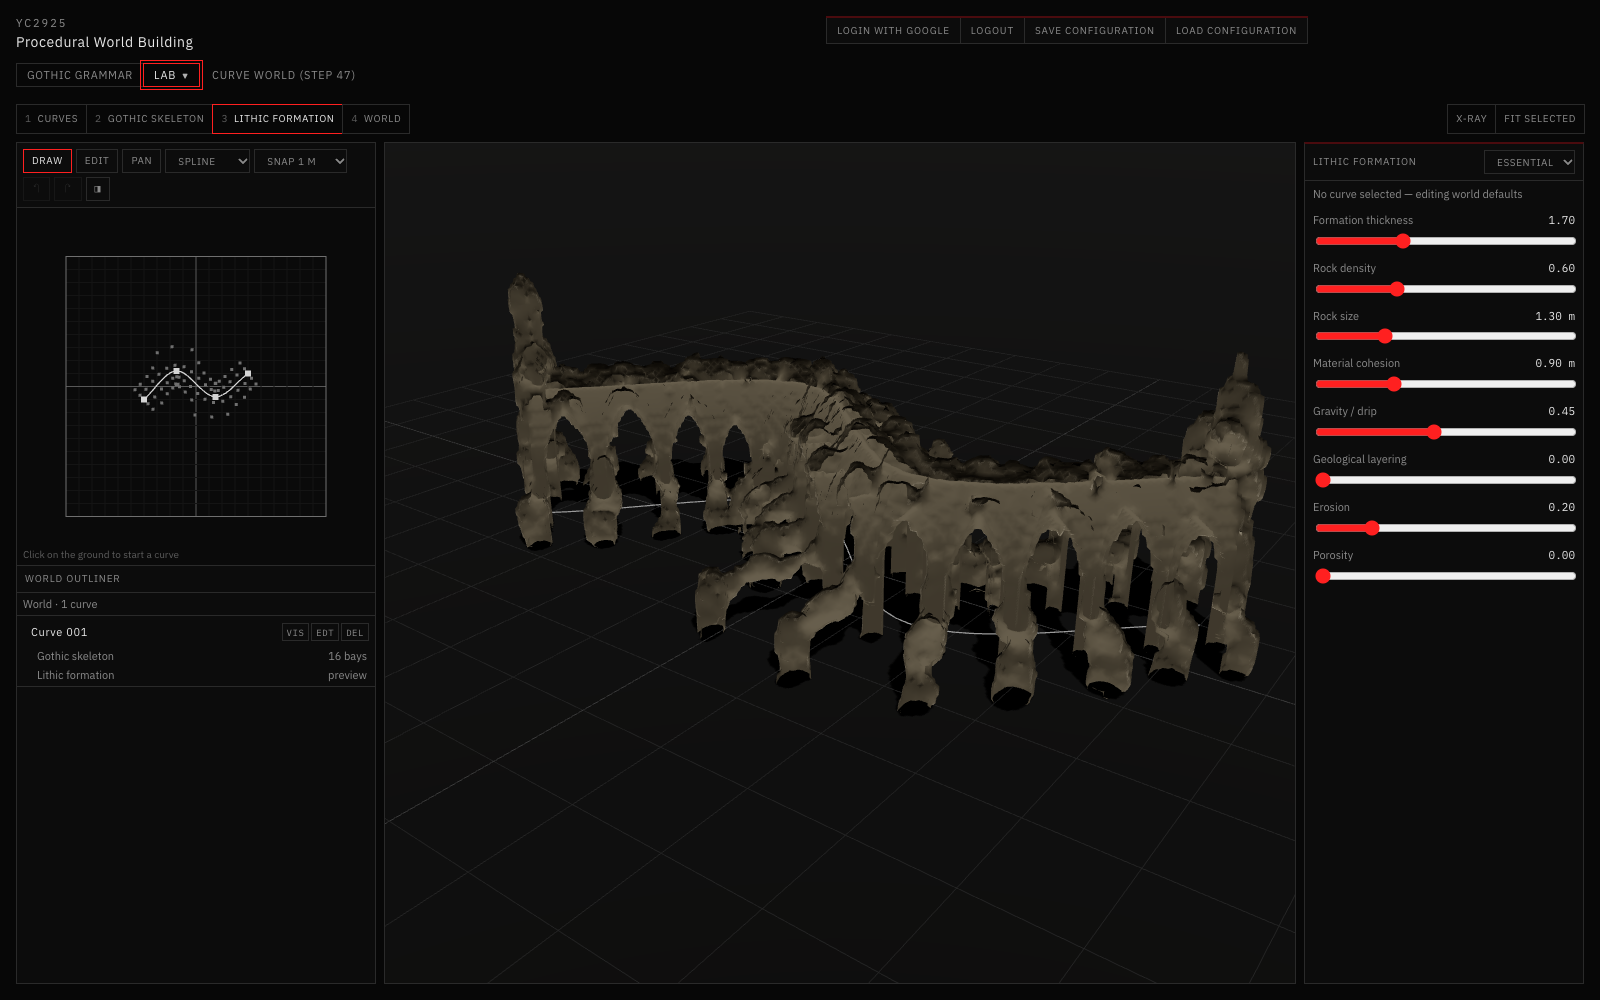 YC2925
Procedural World Building
LOGIN WITH GOOGLE LOGOUT SAVE CONFIGURATION LOAD CONFIGURATION
GOTHIC GRAMMAR LAB ▾ CURVE WORLD (STEP 47)
1 CURVES 2 GOTHIC SKELETON 3 LITHIC FORMATION 4 WORLD
X-RAY FIT SELECTED
DRAW EDIT PAN SPLINE SNAP 1 M
Click on the ground to start a curve
WORLD OUTLINER
World · 1 curve
Curve 001 VIS EDT DEL
Gothic skeleton 16 bays
Lithic formation preview
LITHIC FORMATION ESSENTIAL
No curve selected — editing world defaults
Formation thickness 1.70
Rock density 0.60
Rock size 1.30 m
Material cohesion 0.90 m
Gravity / drip 0.45
Geological layering 0.00
Erosion 0.20
Porosity 0.00